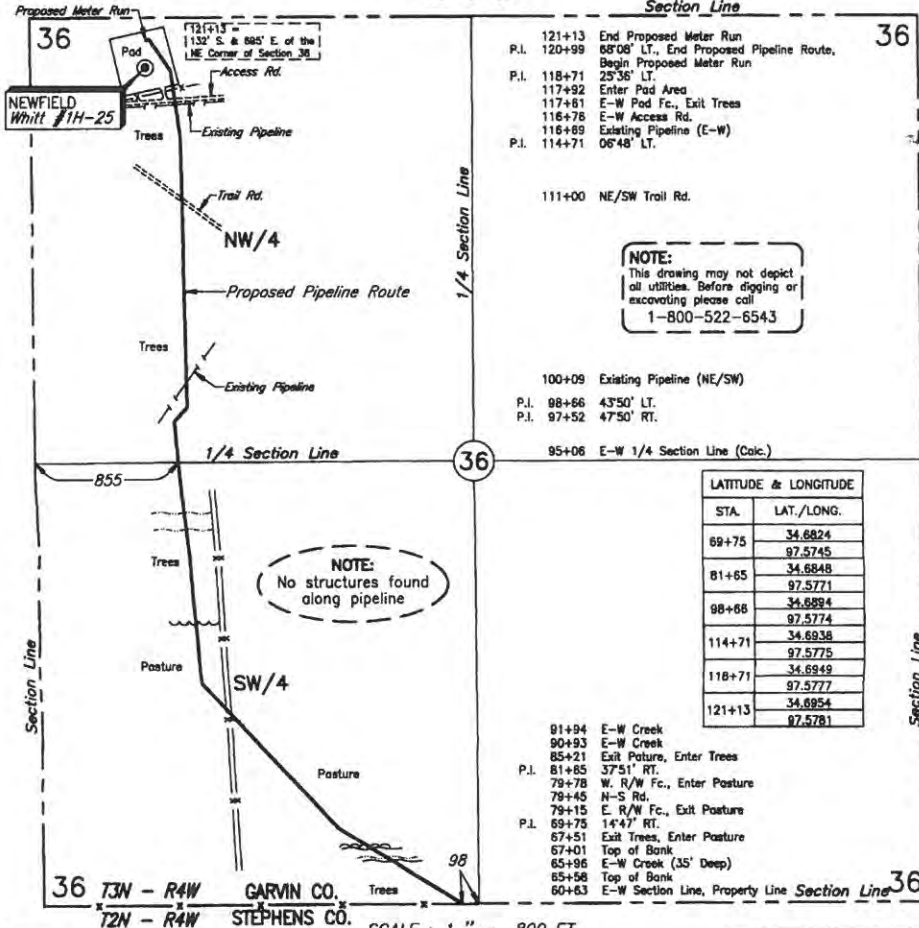 Proposed Meter Run
Section Line
36
36
121+13 =
132' S. & 695' E. of the
NE Corner of Section 36
Pad
Access Rd.
NEWFIELD
Whitt #1H-25
Existing Pipeline
Trees
Trail Rd.
NW/4
1/4 Section Line
Proposed Pipeline Route
Trees
Existing Pipeline
121+13 End Proposed Meter Run
P.I. 120+99 68°08' LT., End Proposed Pipeline Route,
Begin Proposed Meter Run
P.I. 118+71 25°36' LT.
117+92 Enter Pad Area
117+61 E-W Pad Fc., Exit Trees
116+76 E-W Access Rd.
116+69 Existing Pipeline (E-W)
P.I. 114+71 06°48' LT.
111+00 NE/SW Trail Rd.
NOTE:
This drawing may not depict
all utilities. Before digging or
excavating please call
1-800-522-6543
100+09 Existing Pipeline (NE/SW)
P.I. 98+66 43°50' LT.
P.I. 97+52 47°50' RT.
95+06 E-W 1/4 Section Line (Calc.)
1/4 Section Line
36
855
Trees
NOTE:
No structures found
along pipeline
Section Line
Pasture
SW/4
Pasture
LATITUDE & LONGITUDE
STA. LAT./LONG.
69+75 34.6824
97.5745
81+65 34.6848
97.5771
98+66 34.6894
97.5774
114+71 34.6938
97.5775
118+71 34.6949
97.5777
121+13 34.6954
97.5781
Section Line
91+94 E-W Creek
90+93 E-W Creek
85+21 Exit Pature, Enter Trees
P.I. 81+65 37°51' RT.
79+78 W. R/W Fc., Enter Pasture
79+45 N-S Rd.
79+15 E. R/W Fc., Exit Pasture
P.I. 69+75 14°47' RT.
67+51 Exit Trees, Enter Pasture
67+01 Top of Bank
65+96 E-W Creek (35' Deep)
65+58 Top of Bank
60+63 E-W Section Line, Property Line
Section Line
98
Trees
36
36
T3N - R4W GARVIN CO.
T2N - R4W STEPHENS CO.